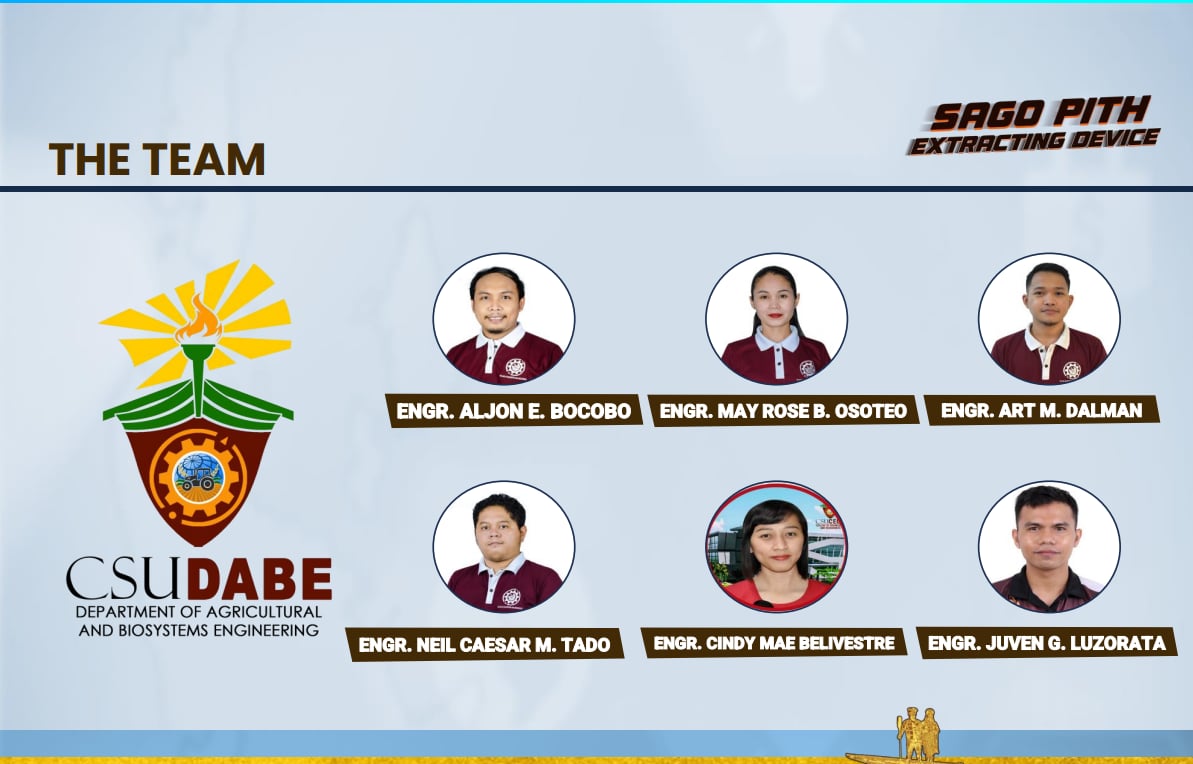 THE TEAM
SAGO PITH
EXTRACTING DEVICE
ENGR. ALJON E. BOCOBO
ENGR. MAY ROSE B. OSOTEO
ENGR. ART M. DALMAN
ENGR. NEIL CAESAR M. TADO
ENGR. CINDY MAE BELIVESTRE
ENGR. JUVEN G. LUZORATA
CSUDABE
DEPARTMENT OF AGRICULTURAL
AND BIOSYSTEMS ENGINEERING